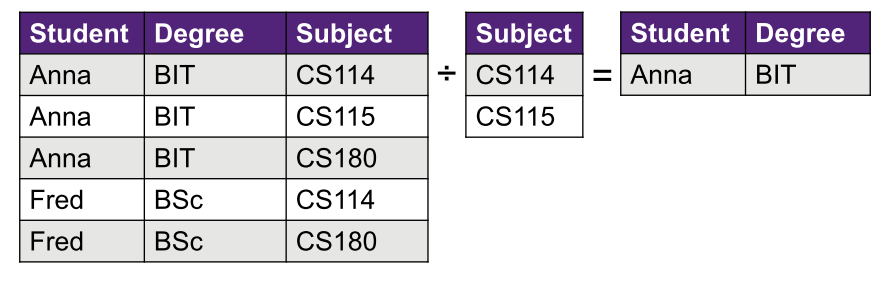 Student Degree Subject Subject Student Degree
Anna BIT CS114 ÷ CS114 = Anna BIT
Anna BIT CS115 CS115
Anna BIT CS180
Fred BSc CS114
Fred BSc CS180